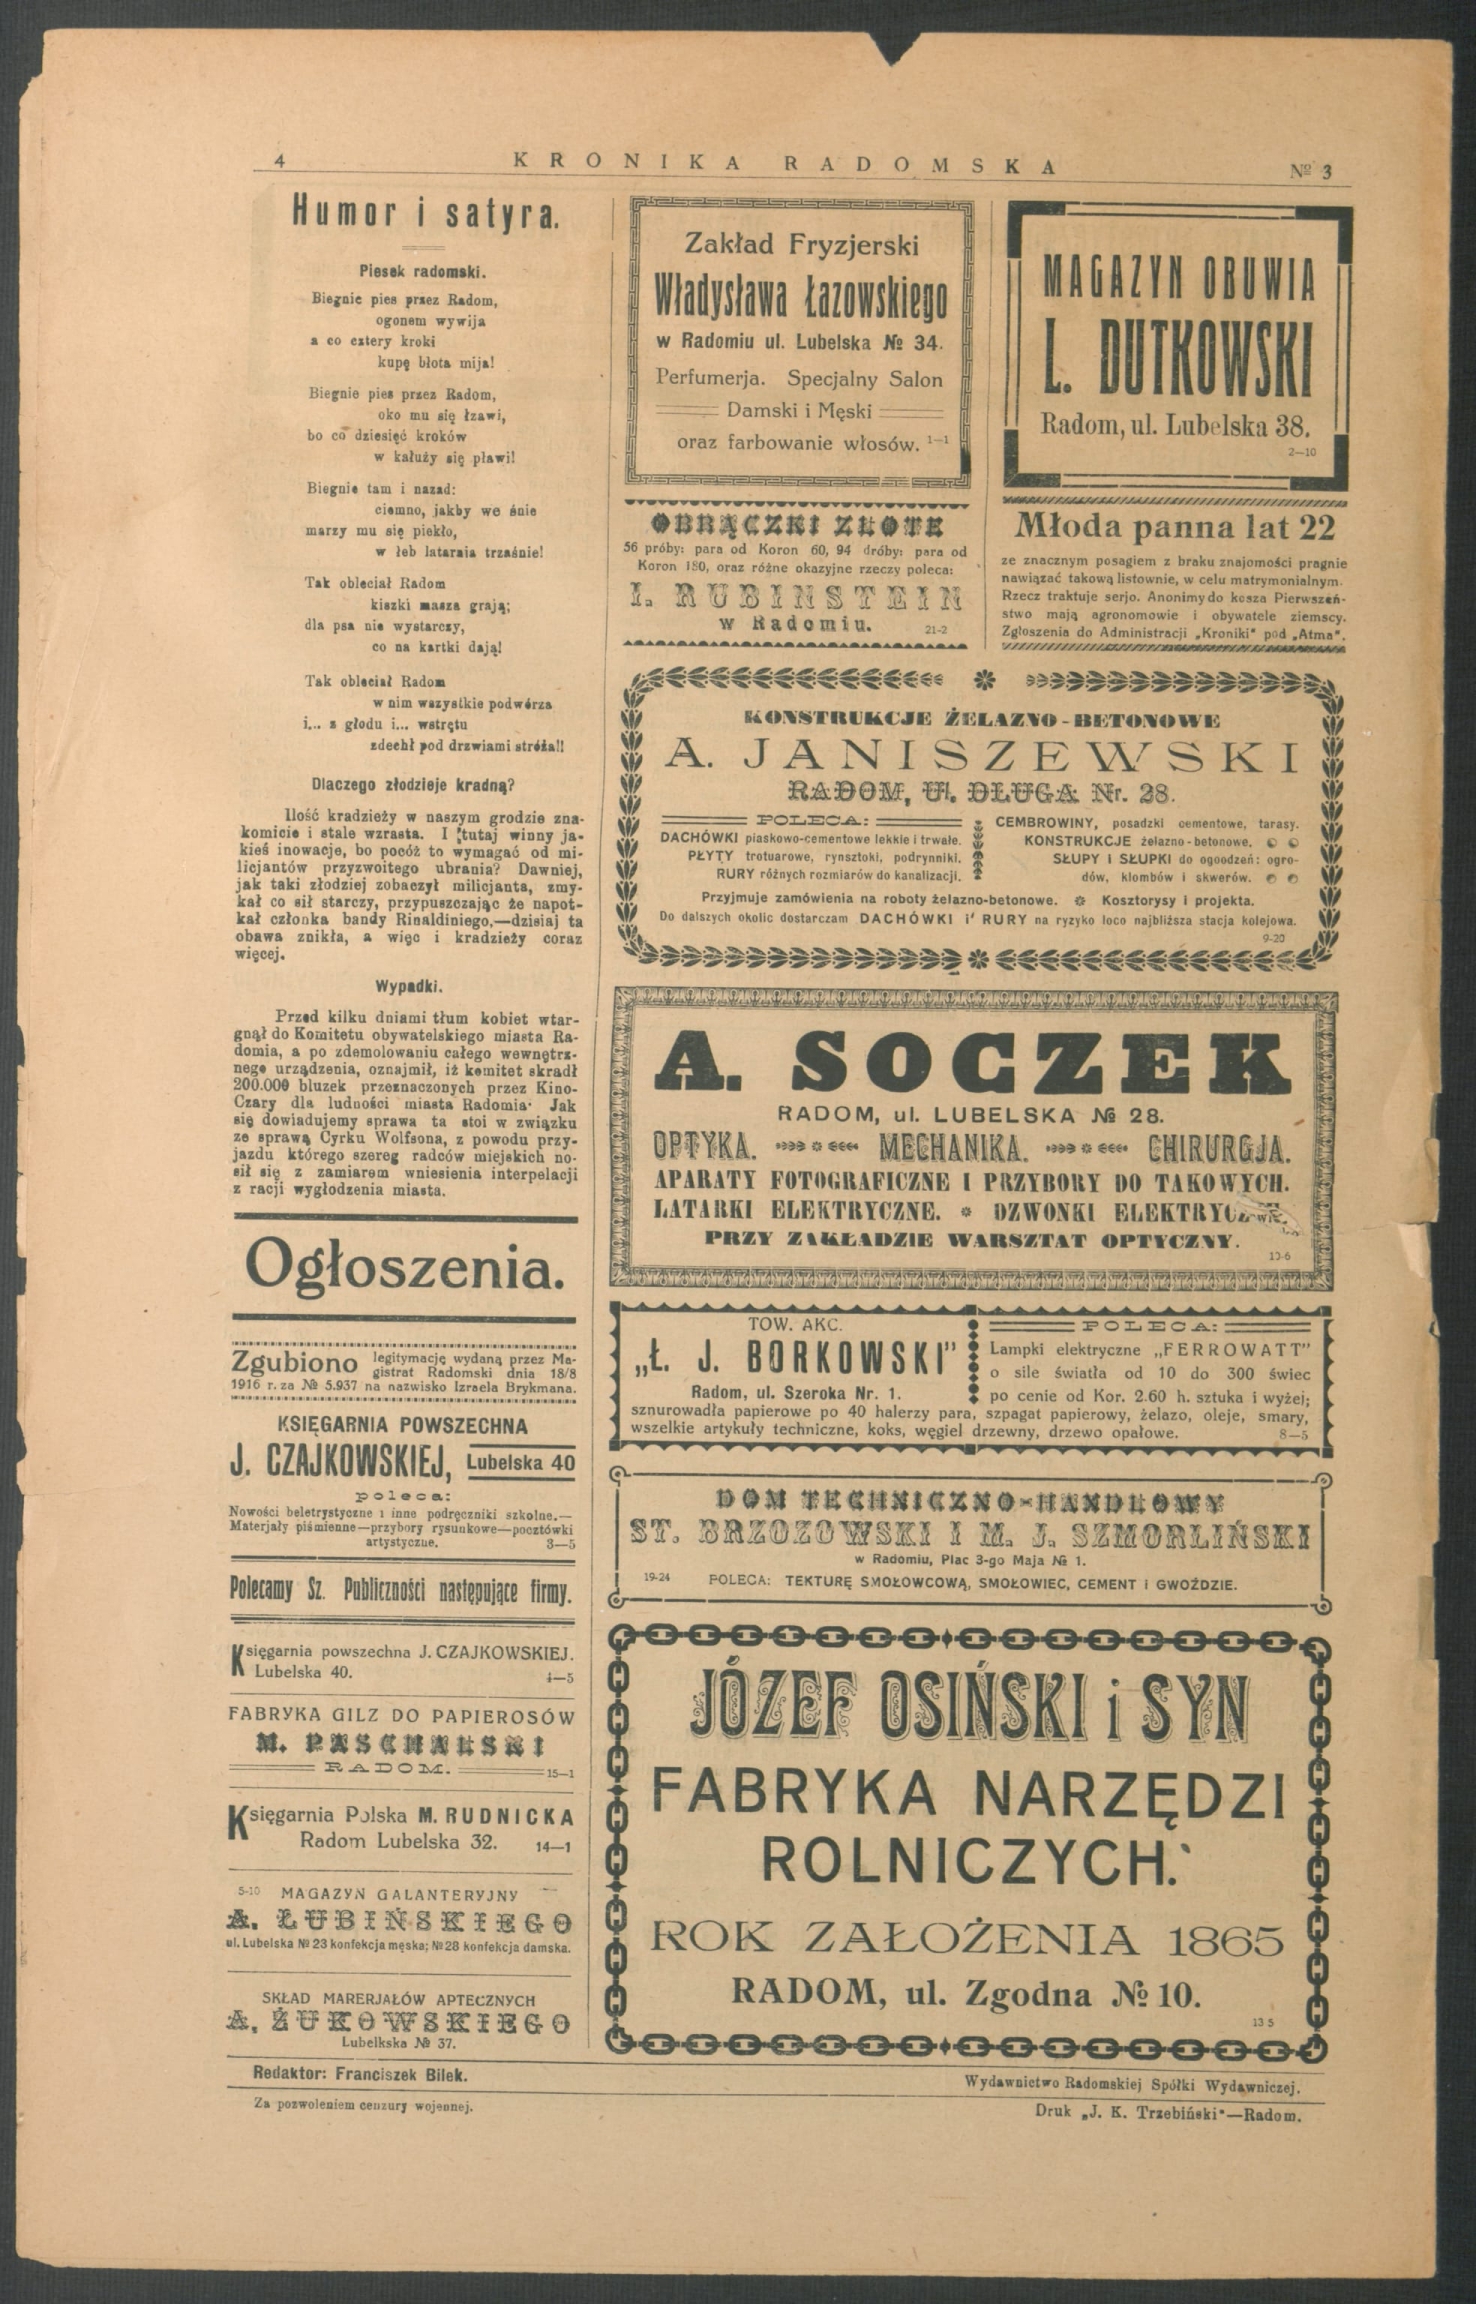 4
KRONIKA RADOMSKA
№ 3
Humor i satyra.
Piesek radomski.
Biegnie pies przez Radom,
ogonem wywija
a co cztery kroki
kupę błota mija!
Biegnie pies przez Radom,
oko mu się łzawi,
bo co dziesięć kroków
w kałuży się pławi!
Biegnie tam i nazad:
ciemno, jakby we śnie
marzy mu się piekło,
w łeb latarnia trzaśnie!
Tak obleciał Radom
kiszki masza grają;
dla psa nie wystarczy,
co na kartki dają!
Tak obleciał Radom
w nim wszystkie podwórza
i... z głodu i... wstrętu
zdechł pod drzwiami stróża!!
Dlaczego złodzieje kradną?
Ilość kradzieży w naszym grodzie zna-
komicie i stale wzrasta. I tutaj winny ja-
kieś inowacje, bo pocóż to wymagać od mi-
licjantów przyzwoitego ubrania? Dawniej,
jak taki złodziej zobaczył milicjanta, zmy-
kał co sił starczy, przypuszczając że napot-
kał członka bandy Rinaldiniego,—dzisiaj ta
obawa znikła, a więc i kradzieży coraz
więcej.
Wypadki.
Przed kilku dniami tłum kobiet wtar-
gnął do Komitetu obywatelskiego miasta Ra-
domia, a po zdemolowaniu całego wewnętrz-
nego urządzenia, oznajmił, iż komitet skradł
200.000 bluzek przeznaczonych przez Kino-
Czary dla ludności miasta Radomia· Jak
się dowiadujemy sprawa ta stoi w związku
ze sprawą Cyrku Wolfsona, z powodu przy-
jazdu którego szereg radców miejskich no-
sił się z zamiarem wniesienia interpelacji
z racji wygłodzenia miasta.
Ogłoszenia.
Zgubiono legitymację wydaną przez Ma-
gistrat Radomski dnia 18/8
1916 r. za № 5.937 na nazwisko Izraela Brykmana.
KSIĘGARNIA POWSZECHNA
J. CZAJKOWSKIEJ, Lubelska 40
poleca:
Nowości beletrystyczne i inne podręczniki szkolne.—
Materjały piśmienne—przybory rysunkowe—pocztówki
artystyczne. 3—5
Polecamy Sz. Publiczności następujące firmy.
Księgarnia powszechna J. CZAJKOWSKIEJ.
Lubelska 40. 4—5
FABRYKA GILZ DO PAPIEROSÓW
M. PASCHALSKI
RADOM. 15—1
Księgarnia Polska M. RUDNICKA
Radom Lubelska 32. 14—1
5-10 MAGAZYN GALANTERYJNY
A. ŁUBIŃSKIEGO
ul. Lubelska № 23 konfekcja męska; № 28 konfekcja damska.
SKŁAD MARERJAŁÓW APTECZNYCH
A. ŻUKOWSKIEGO
Lubelkska № 37.
Zakład Fryzjerski
Władysława Łazowskiego
w Radomiu ul. Lubelska № 34.
Perfumerja. Specjalny Salon
Damski i Męski
oraz farbowanie włosów. 1—1
MAGAZYN OBUWIA
L. DUTKOWSKI
Radom, ul. Lubelska 38.
2—10
OBRĄCZKI ZŁOTE
56 próby: para od Koron 60, 94 dróby: para od
Koron 180, oraz różne okazyjne rzeczy poleca:
I. RUBINSTEIN
w Radomiu. 21-2
Młoda panna lat 22
ze znacznym posagiem z braku znajomości pragnie
nawiązać takową listownie, w celu matrymonialnym.
Rzecz traktuje serjo. Anonimy do kosza Pierwszeń-
stwo mają agronomowie i obywatele ziemscy.
Zgłoszenia do Administracji „Kroniki" pod „Atma".
KONSTRUKCJE ŻELAZNO-BETONOWE
A. JANISZEWSKI
RADOM, Ul. DŁUGA Nr. 28.
POLECA:
DACHÓWKI piaskowo-cementowe lekkie i trwałe.
PŁYTY trotuarowe, rynsztoki, podrynniki.
RURY różnych rozmiarów do kanalizacji.
CEMBROWINY, posadzki cementowe, tarasy.
KONSTRUKCJE żelazno-betonowe.
SŁUPY I SŁUPKI do ogoodzeń: ogro-
dów, klombów i skwerów.
Przyjmuje zamówienia na roboty żelazno-betonowe. Kosztorysy i projekta.
Do dalszych okolic dostarczam DACHÓWKI i RURY na ryzyko loco najbliższa stacja kolejowa.
9-20
A. SOCZEK
RADOM, ul. LUBELSKA № 28.
OPTYKA. MECHANIKA. CHIRURGJA.
APARATY FOTOGRAFICZNE I PRZYBORY DO TAKOWYCH.
LATARKI ELEKTRYCZNE. DZWONKI
PRZY ZAKŁADZIE WARSZTAT OPTYCZNY.
10-6
TOW. AKC.
„Ł. J. BORKOWSKI"
Radom, ul. Szeroka Nr. 1.
POLECA:
Lampki elektryczne „FERROWATT"
o sile światła od 10 do 300 świec
po cenie od Kor. 2.60 h. sztuka i wyżej;
sznurowadła papierowe po 40 halerzy para, szpagat papierowy, żelazo, oleje, smary,
wszelkie artykuły techniczne, koks, węgiel drzewny, drzewo opałowe. 8—5
DOM TECHNICZNO-HANDLOWY
ST. BRZOZOWSKI I M. J. SZMORLIŃSKI
w Radomiu, Plac 3-go Maja № 1.
19-24 POLECA: TEKTURĘ SMOŁOWCOWĄ, SMOŁOWIEC, CEMENT i GWOŹDZIE.
JÓZEF OSIŃSKI i SYN
FABRYKA NARZĘDZI
ROLNICZYCH.
ROK ZAŁOŻENIA 1865
RADOM, ul. Zgodna № 10.
13 5
Redaktor: Franciszek Bilek.
Wydawnictwo Radomskiej Spółki Wydawniczej.
Za pozwoleniem cenzury wojennej.
Druk „J. K. Trzebiński"—Radom.